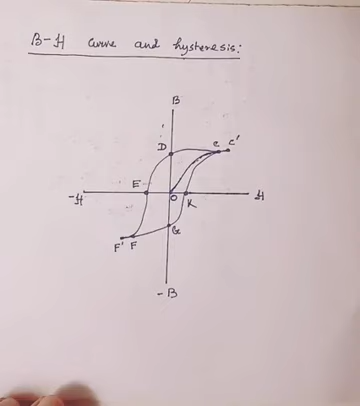 B-H curve and hysteresis:
B
D
C C'
E
-H O K H
G
F' F
-B